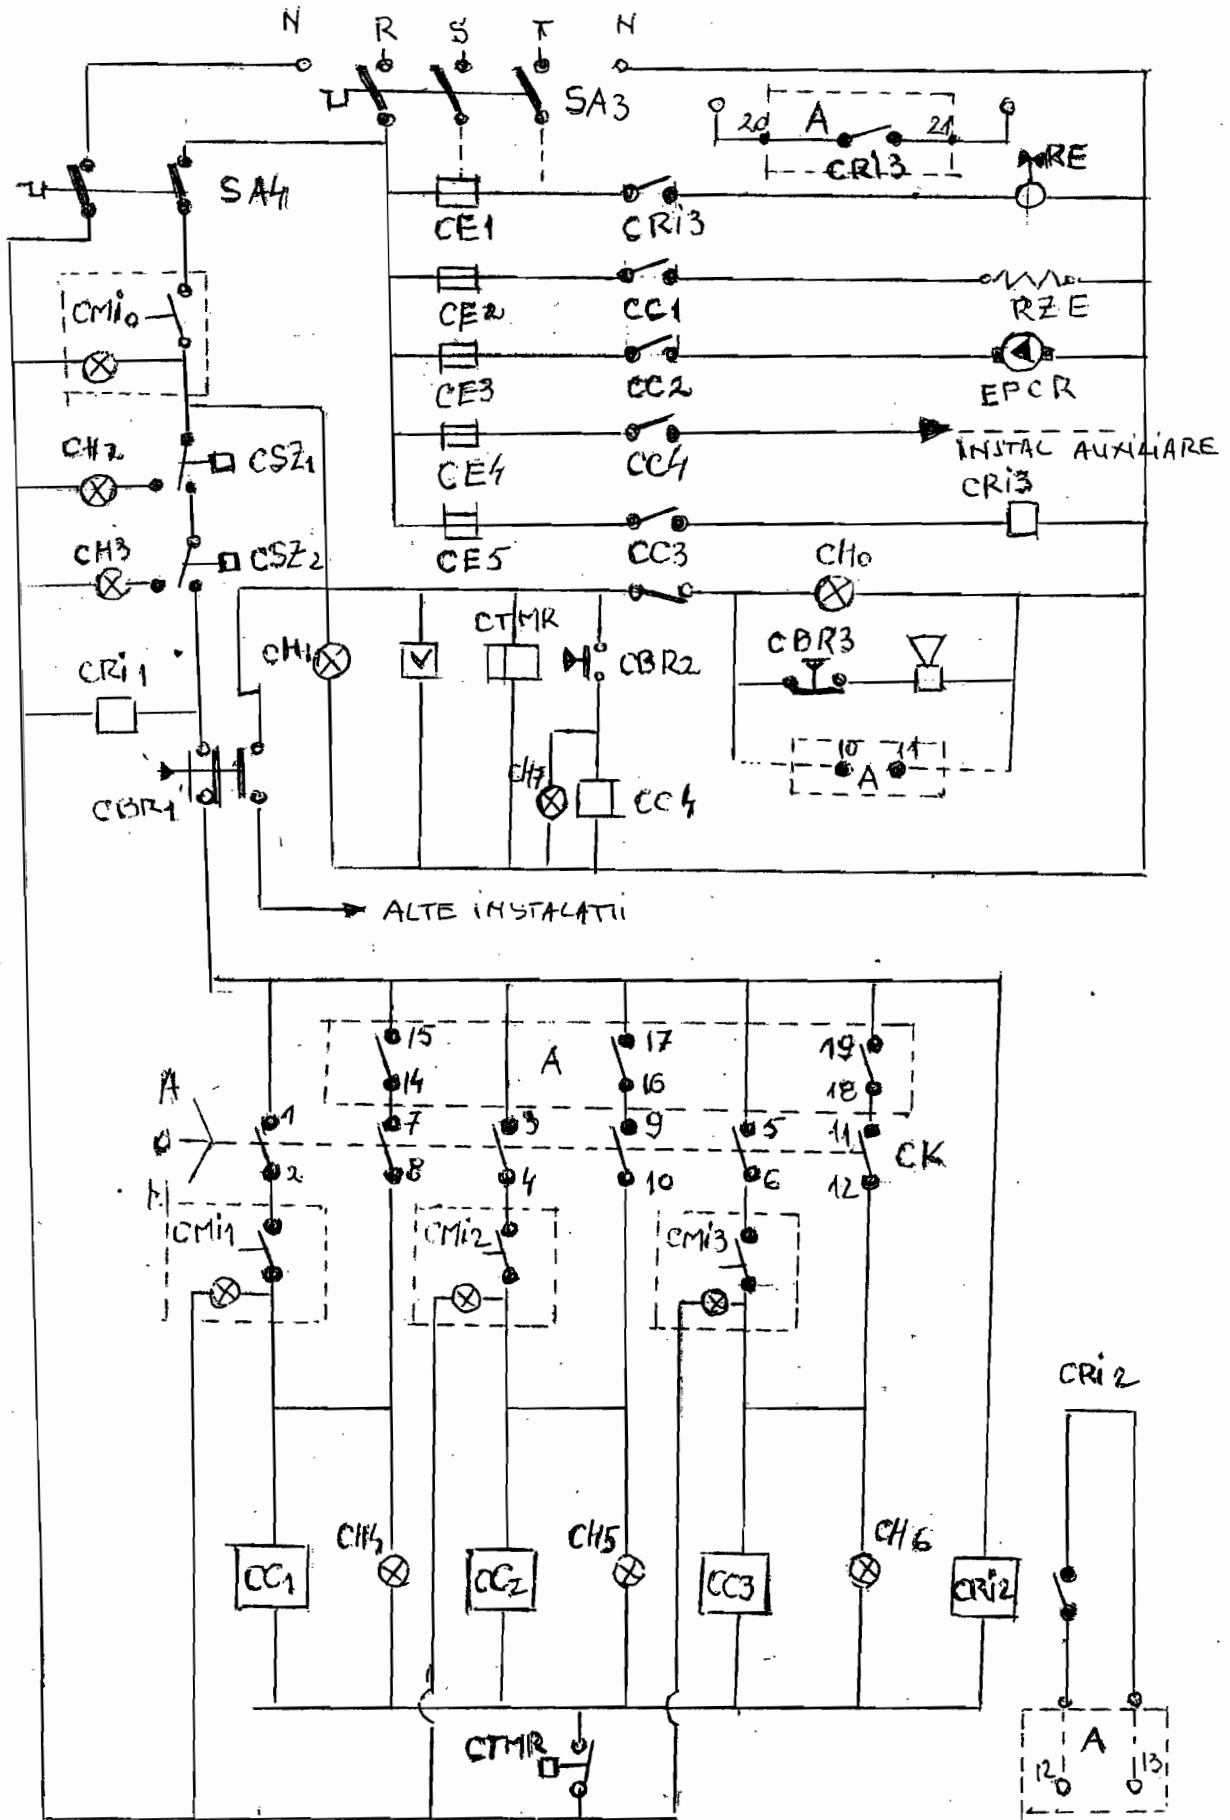 N R S T N
SA3
20 A 21
CRi3
RE
SA4
CE1 CRi3
CMi0
CE2 CC1 RZE
CE3 CC2 EPCR
CH2 CSZ1
CE4 CC4 INSTAL AUXILIARE
CRi3
CH3 CSZ2
CE5 CC3 CH0
CTMR
CRi1 CH1 CBR2 CBR3
10 11
A
CBR1 CH7 CC4
ALTE INSTALATII
15 17 19
A
14 16 18
A
1 7 3 9 5 11
0 CK
2 8 4 10 6 12
CMi1 CMi2 CMi3
CRi2
CH4 CH5 CH6
CC1 CC2 CC3 CRi2
CTMR
A
12 13